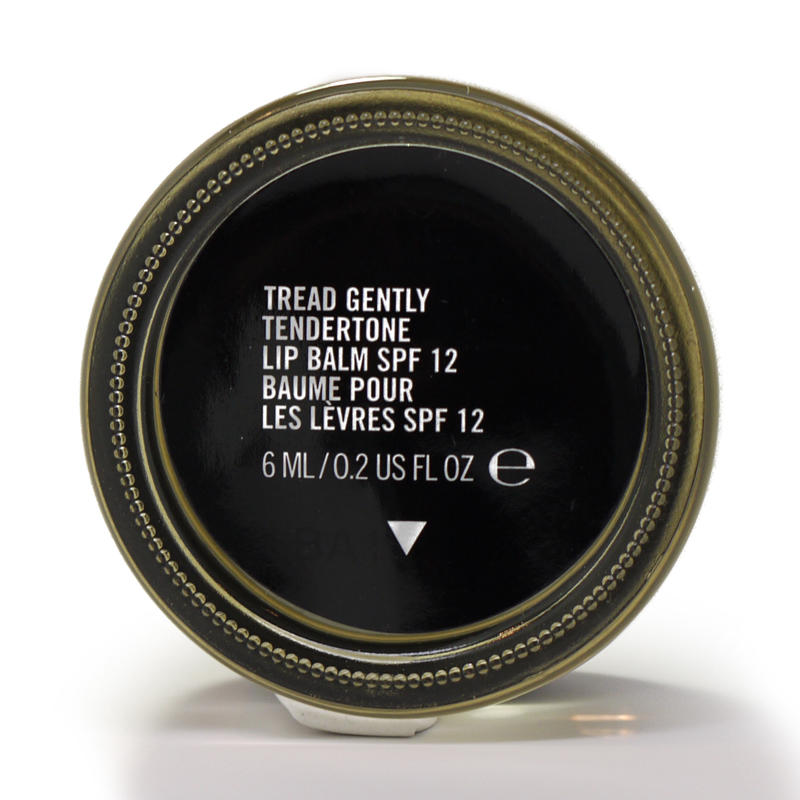 TREAD GENTLY
TENDERTONE
LIP BALM SPF 12
BAUME POUR
LES LÈVRES SPF 12
6 ML / 0.2 US FL OZ ℮